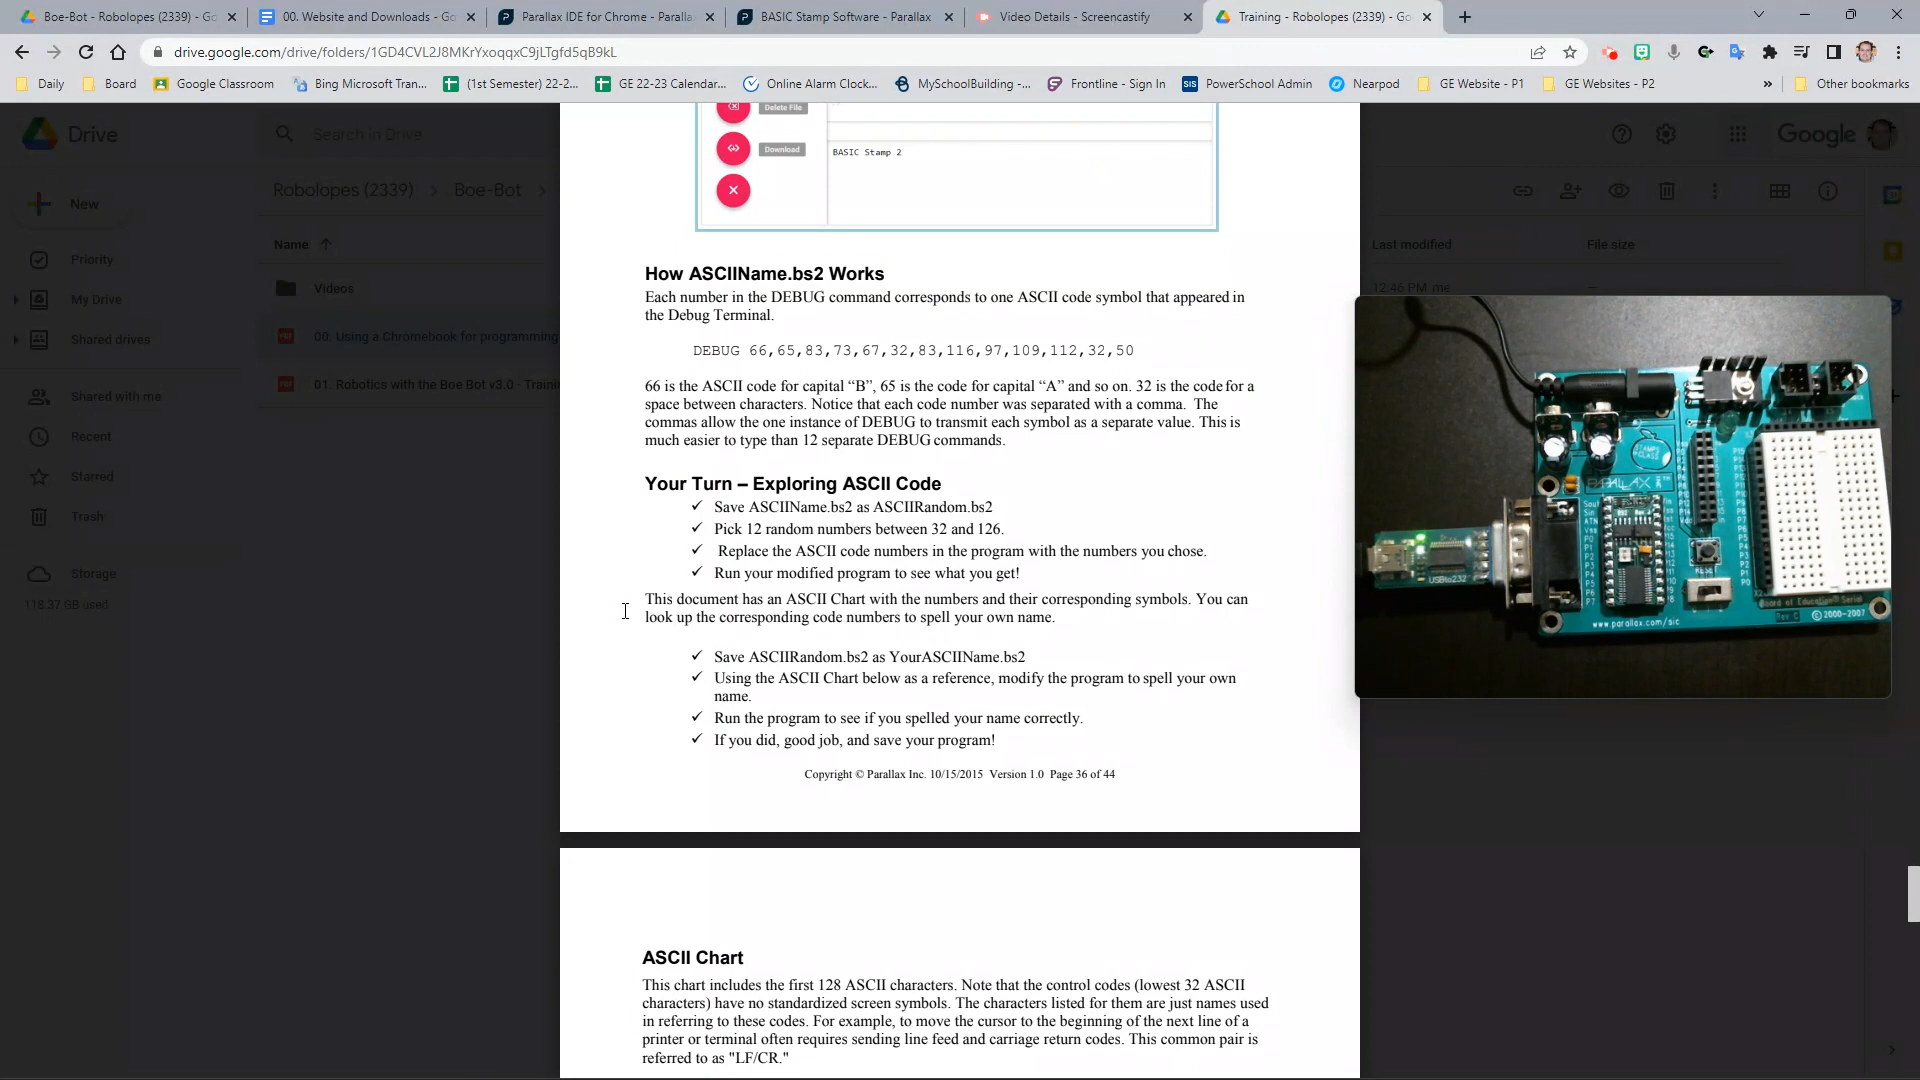 Boe-Bot - Robolopes (2339) - Go
00. Website and Downloads - Go
Parallax IDE for Chrome - Paralla
BASIC Stamp Software - Parallax
Video Details - Screencastify
Training - Robolopes (2339) - Go
drive.google.com/drive/folders/1GD4CVL2J8MKrYxoqqxC9jLTgfd5qB9kL
Daily
Board
Google Classroom
Bing Microsoft Tran...
(1st Semester) 22-2...
GE 22-23 Calendar...
Online Alarm Clock...
MySchoolBuilding -...
Frontline - Sign In
SIS PowerSchool Admin
Nearpod
GE Website - P1
GE Websites - P2
»
Other bookmarks
Drive
Search in Drive
Google
New
Priority
My Drive
Shared drives
Shared with me
Recent
Starred
Trash
Storage
118.37 GB used
Robolopes (2339) > Boe-Bot >
Name
Last modified
File size
Videos
12:46 PM me
00. Using a Chromebook for programming
01. Robotics with the Boe Bot v3.0 - Traini
Delete File
Download
BASIC Stamp 2
How ASCIIName.bs2 Works
Each number in the DEBUG command corresponds to one ASCII code symbol that appeared in
the Debug Terminal.
DEBUG 66,65,83,73,67,32,83,116,97,109,112,32,50
66 is the ASCII code for capital “B”, 65 is the code for capital “A” and so on. 32 is the code for a
space between characters. Notice that each code number was separated with a comma. The
commas allow the one instance of DEBUG to transmit each symbol as a separate value. This is
much easier to type than 12 separate DEBUG commands.
Your Turn – Exploring ASCII Code
✓ Save ASCIIName.bs2 as ASCIIRandom.bs2
✓ Pick 12 random numbers between 32 and 126.
✓ Replace the ASCII code numbers in the program with the numbers you chose.
✓ Run your modified program to see what you get!
This document has an ASCII Chart with the numbers and their corresponding symbols. You can
look up the corresponding code numbers to spell your own name.
✓ Save ASCIIRandom.bs2 as YourASCIIName.bs2
✓ Using the ASCII Chart below as a reference, modify the program to spell your own
name.
✓ Run the program to see if you spelled your name correctly.
✓ If you did, good job, and save your program!
Copyright © Parallax Inc. 10/15/2015 Version 1.0 Page 36 of 44
ASCII Chart
This chart includes the first 128 ASCII characters. Note that the control codes (lowest 32 ASCII
characters) have no standardized screen symbols. The characters listed for them are just names used
in referring to these codes. For example, to move the cursor to the beginning of the next line of a
printer or terminal often requires sending line feed and carriage return codes. This common pair is
referred to as "LF/CR."
PARALLAX
USB to 232
RESET
www.parallax.com/sic
Board of Education Serial
Rev C
© 2000-2007